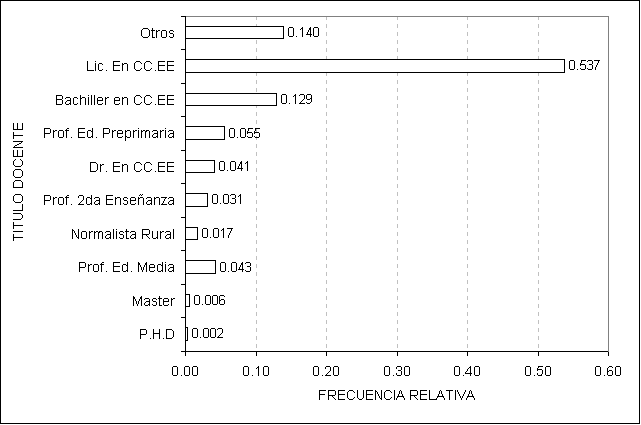 TITULO DOCENTE
Otros 0.140
Lic. En CC.EE 0.537
Bachiller en CC.EE 0.129
Prof. Ed. Preprimaria 0.055
Dr. En CC.EE 0.041
Prof. 2da Enseñanza 0.031
Normalista Rural 0.017
Prof. Ed. Media 0.043
Master 0.006
P.H.D 0.002
0.00 0.10 0.20 0.30 0.40 0.50 0.60
FRECUENCIA RELATIVA